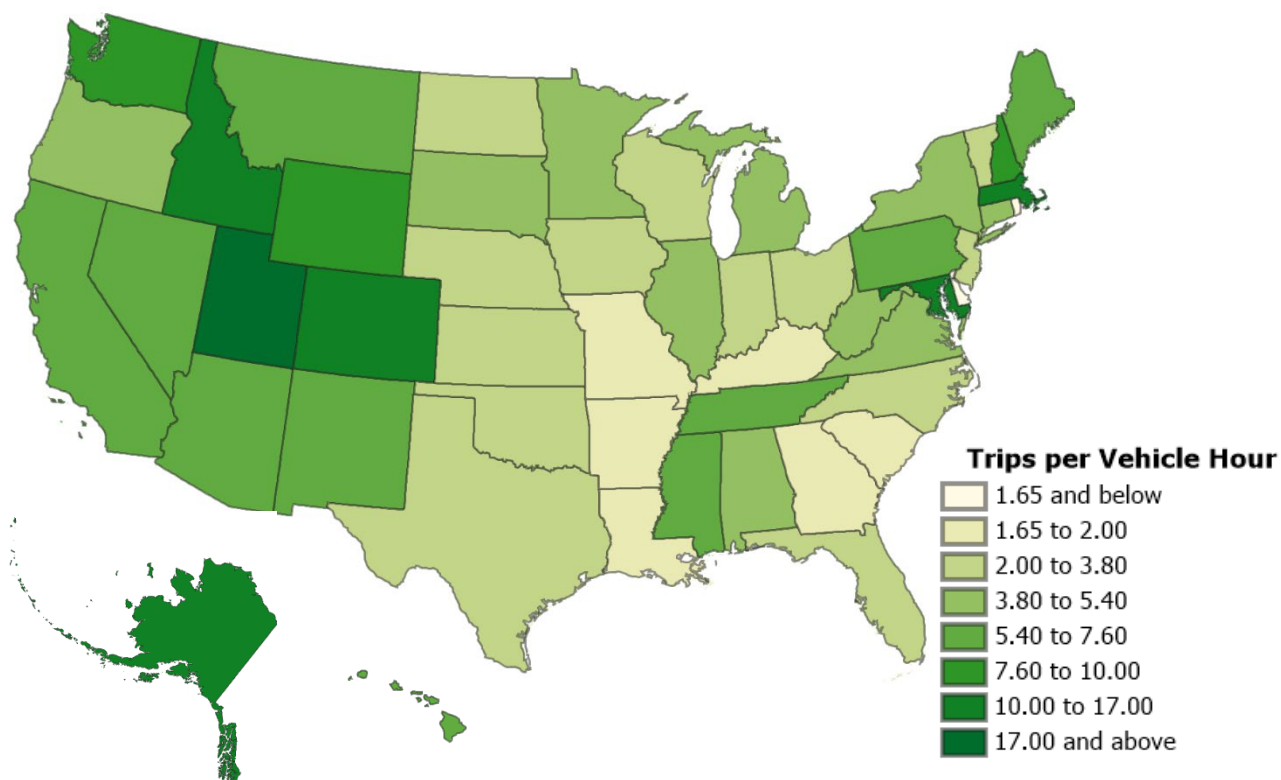 Trips per Vehicle Hour
1.65 and below
1.65 to 2.00
2.00 to 3.80
3.80 to 5.40
5.40 to 7.60
7.60 to 10.00
10.00 to 17.00
17.00 and above